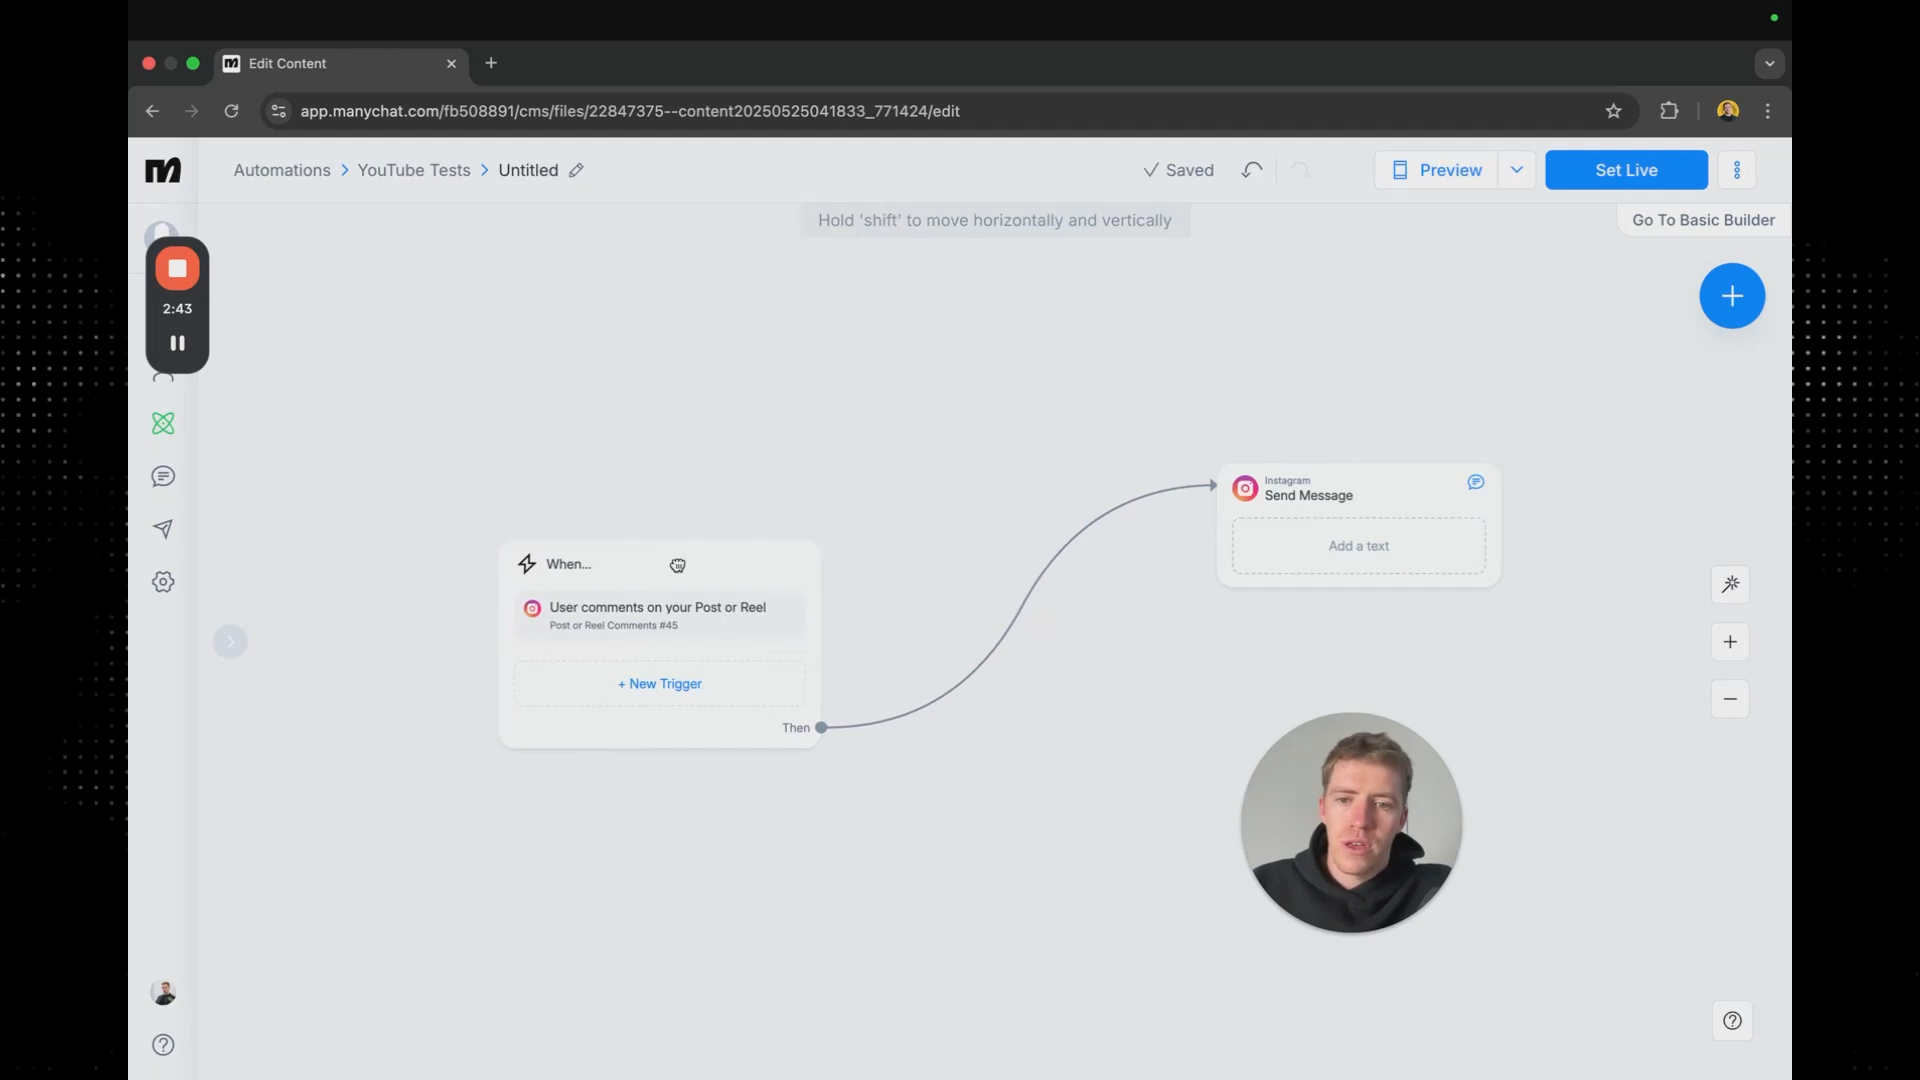 Edit Content
app.manychat.com/fb508891/cms/files/22847375--content20250525041833_771424/edit
Automations > YouTube Tests > Untitled
Saved
Preview
Set Live
Hold 'shift' to move horizontally and vertically
Go To Basic Builder
2:43
Instagram
Send Message
Add a text
When...
User comments on your Post or Reel
Post or Reel Comments #45
+ New Trigger
Then